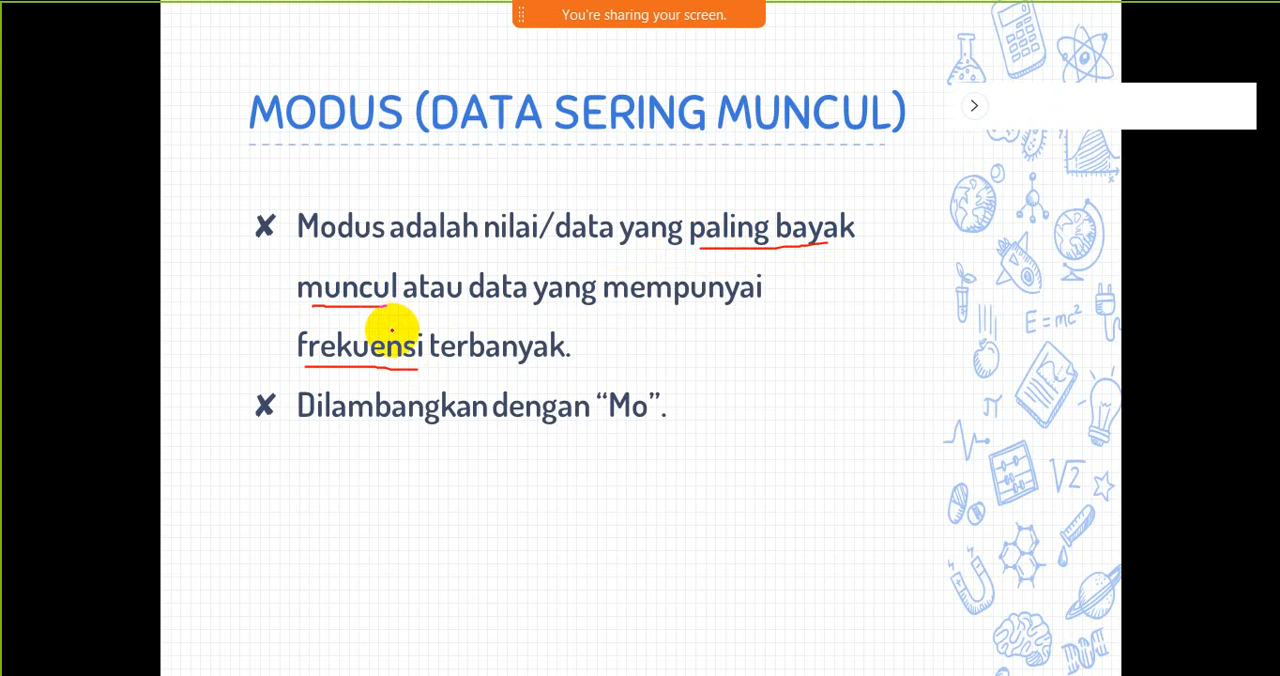 You're sharing your screen.
MODUS (DATA SERING MUNCUL)
✘ Modus adalah nilai/data yang paling bayak
muncul atau data yang mempunyai
frekuensi terbanyak.
✘ Dilambangkan dengan “Mo”.
E=mc²
π
√2